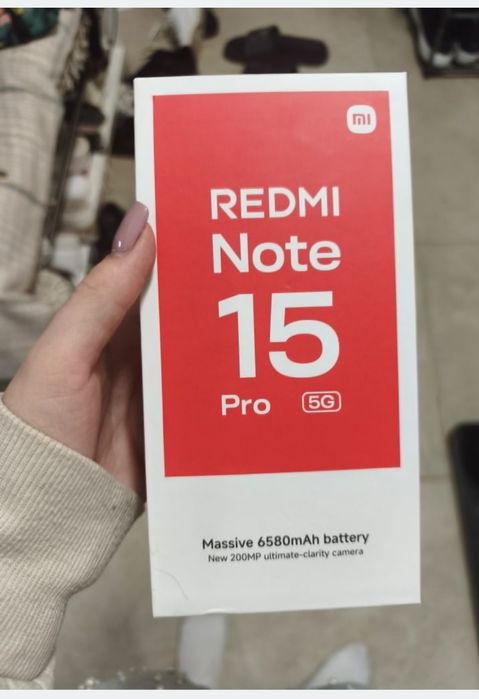 mi
REDMI
Note
15
Pro 5G
Massive 6580mAh battery
New 200MP ultimate-clarity camera